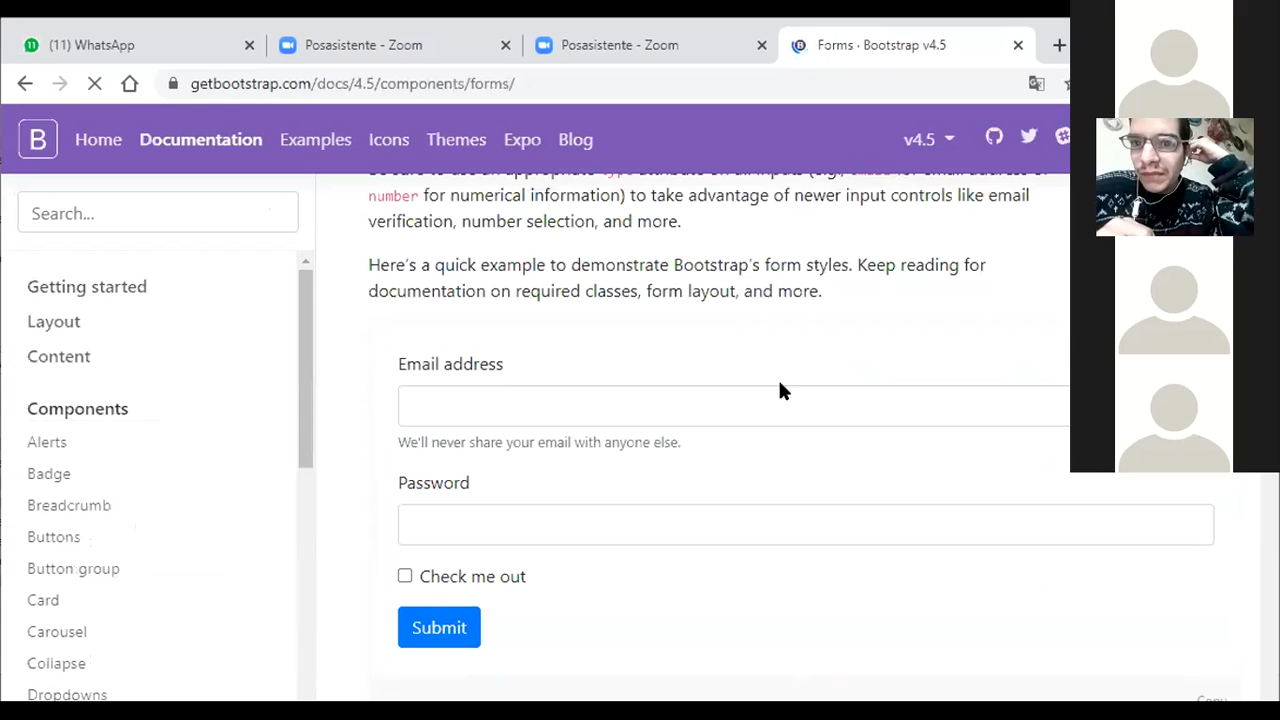 (11) WhatsApp
Posasistente - Zoom
Posasistente - Zoom
Forms · Bootstrap v4.5
getbootstrap.com/docs/4.5/components/forms/
B
Home
Documentation
Examples
Icons
Themes
Expo
Blog
v4.5
Search...
Getting started
Layout
Content
Components
Alerts
Badge
Breadcrumb
Buttons
Button group
Card
Carousel
Collapse
Dropdowns
number for numerical information) to take advantage of newer input controls like email
verification, number selection, and more.
Here's a quick example to demonstrate Bootstrap's form styles. Keep reading for
documentation on required classes, form layout, and more.
Email address
We'll never share your email with anyone else.
Password
Check me out
Submit